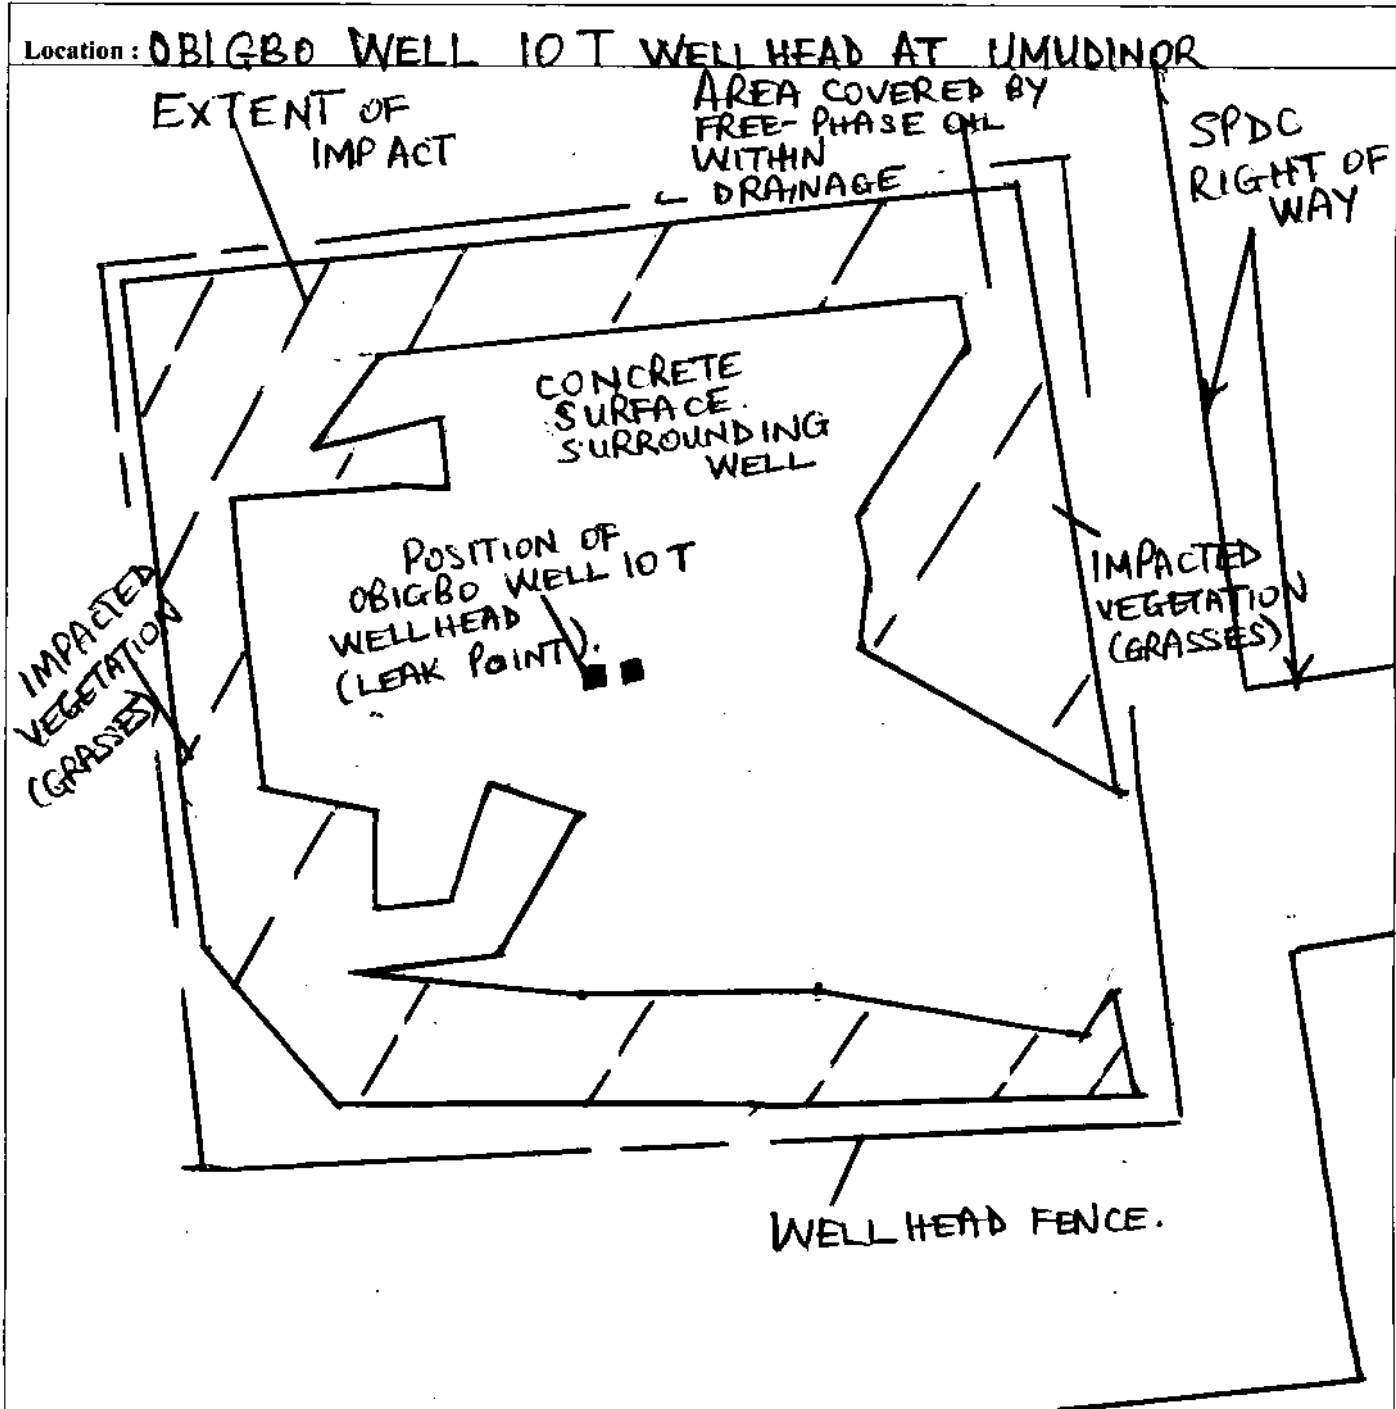 Location : OBIGBO WELL 10T WELLHEAD AT UMUDINOR
EXTENT OF
IMPACT
AREA COVERED BY
FREE-PHASE OIL
WITHIN
DRAINAGE
SPDC
RIGHT OF
WAY
CONCRETE
SURFACE
SURROUNDING
WELL
POSITION OF
OBIGBO WELL 10T
WELLHEAD
(LEAK POINT).
IMPACTED
VEGETATION
(GRASSES)
IMPACTED
VEGETATION
(GRASSES)
WELLHEAD FENCE.